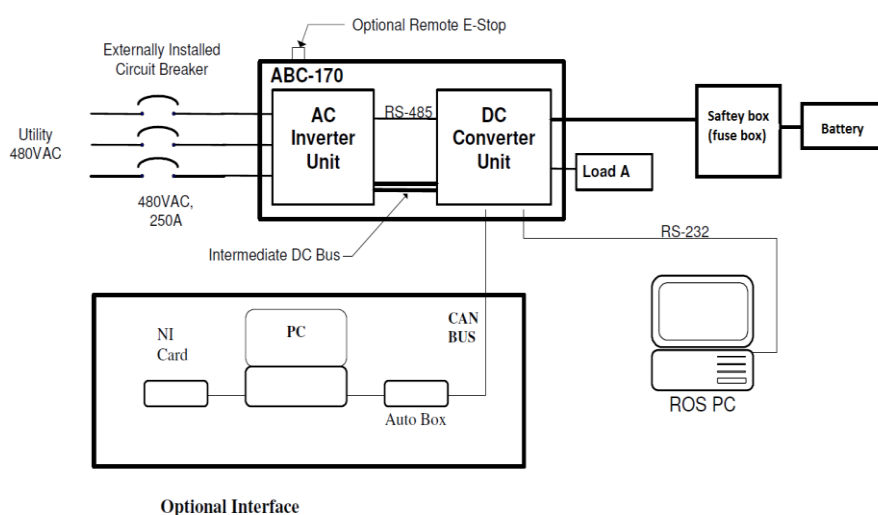 Optional Remote E-Stop
Externally Installed
Circuit Breaker
ABC-170
AC
Inverter
Unit
RS-485
DC
Converter
Unit
Saftey box
(fuse box)
Battery
Utility
480VAC
Load A
480VAC,
250A
Intermediate DC Bus
RS-232
NI
Card
PC
CAN
BUS
Auto Box
ROS PC
Optional Interface